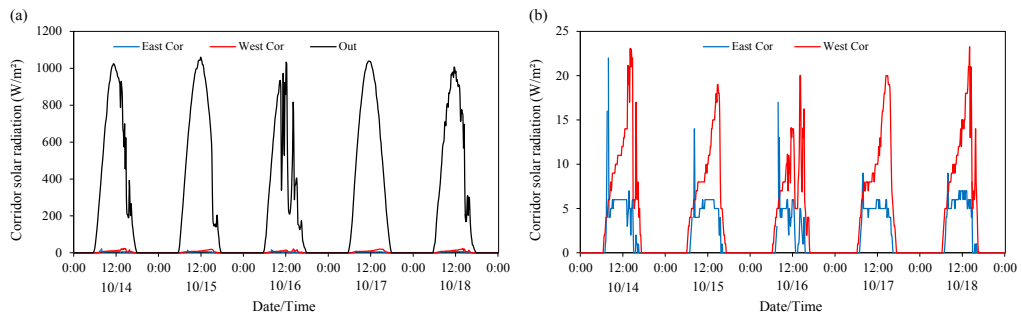 (a)
East Cor
West Cor
Out
Corridor solar radiation (W/m²)
1200
1000
800
600
400
200
0
0:00 12:00 0:00 12:00 0:00 12:00 0:00 12:00 0:00 12:00 0:00
10/14 10/15 10/16 10/17 10/18
Date/Time
(b)
East Cor
West Cor
Corridor solar radiation (W/m²)
25
20
15
10
5
0
0:00 12:00 0:00 12:00 0:00 12:00 0:00 12:00 0:00 12:00 0:00
10/14 10/15 10/16 10/17 10/18
Date/Time